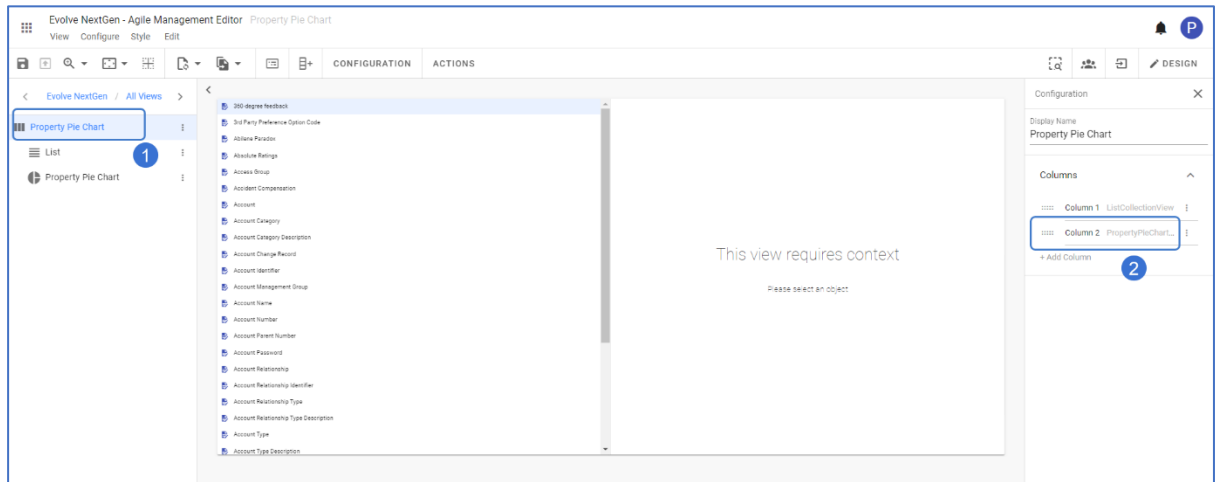 Evolve NextGen - Agile Management Editor Property Pie Chart
P
View Configure Style Edit
CONFIGURATION ACTIONS
DESIGN
Evolve NextGen / All Views
Property Pie Chart
1
List
Property Pie Chart
360 degree feedback
3rd Party Preference Option Code
Abilene Paradox
Absolute Ratings
Access Group
Accident Compensation
Account
Account Category
Account Category Description
Account Change Record
Account Identifier
Account Management Group
Account Name
Account Number
Account Parent Number
Account Password
Account Relationship
Account Relationship Identifier
Account Relationship Type
Account Relationship Type Description
Account Type
Account Type Description
This view requires context
Please select an object
Configuration
Display Name
Property Pie Chart
Columns
Column 1 ListCollectionView
Column 2 PropertyPieChart...
+ Add Column
2